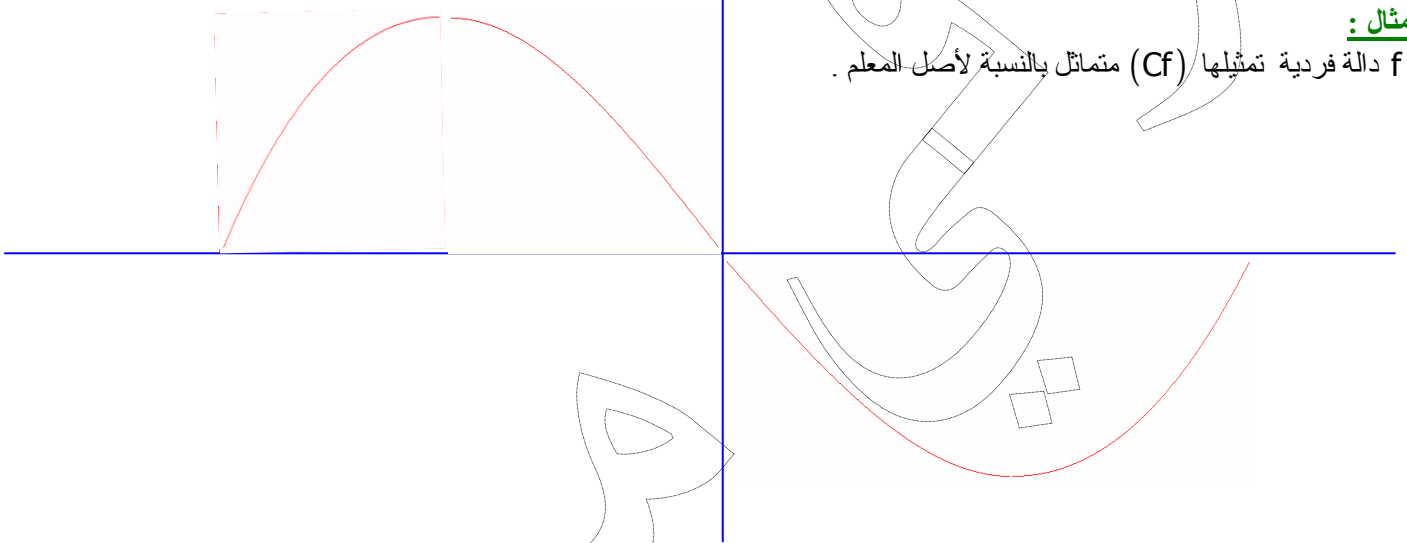 مثال :
f دالة فردية تمثيلها (Cf) متماثل بالنسبة لأصل المعلم .